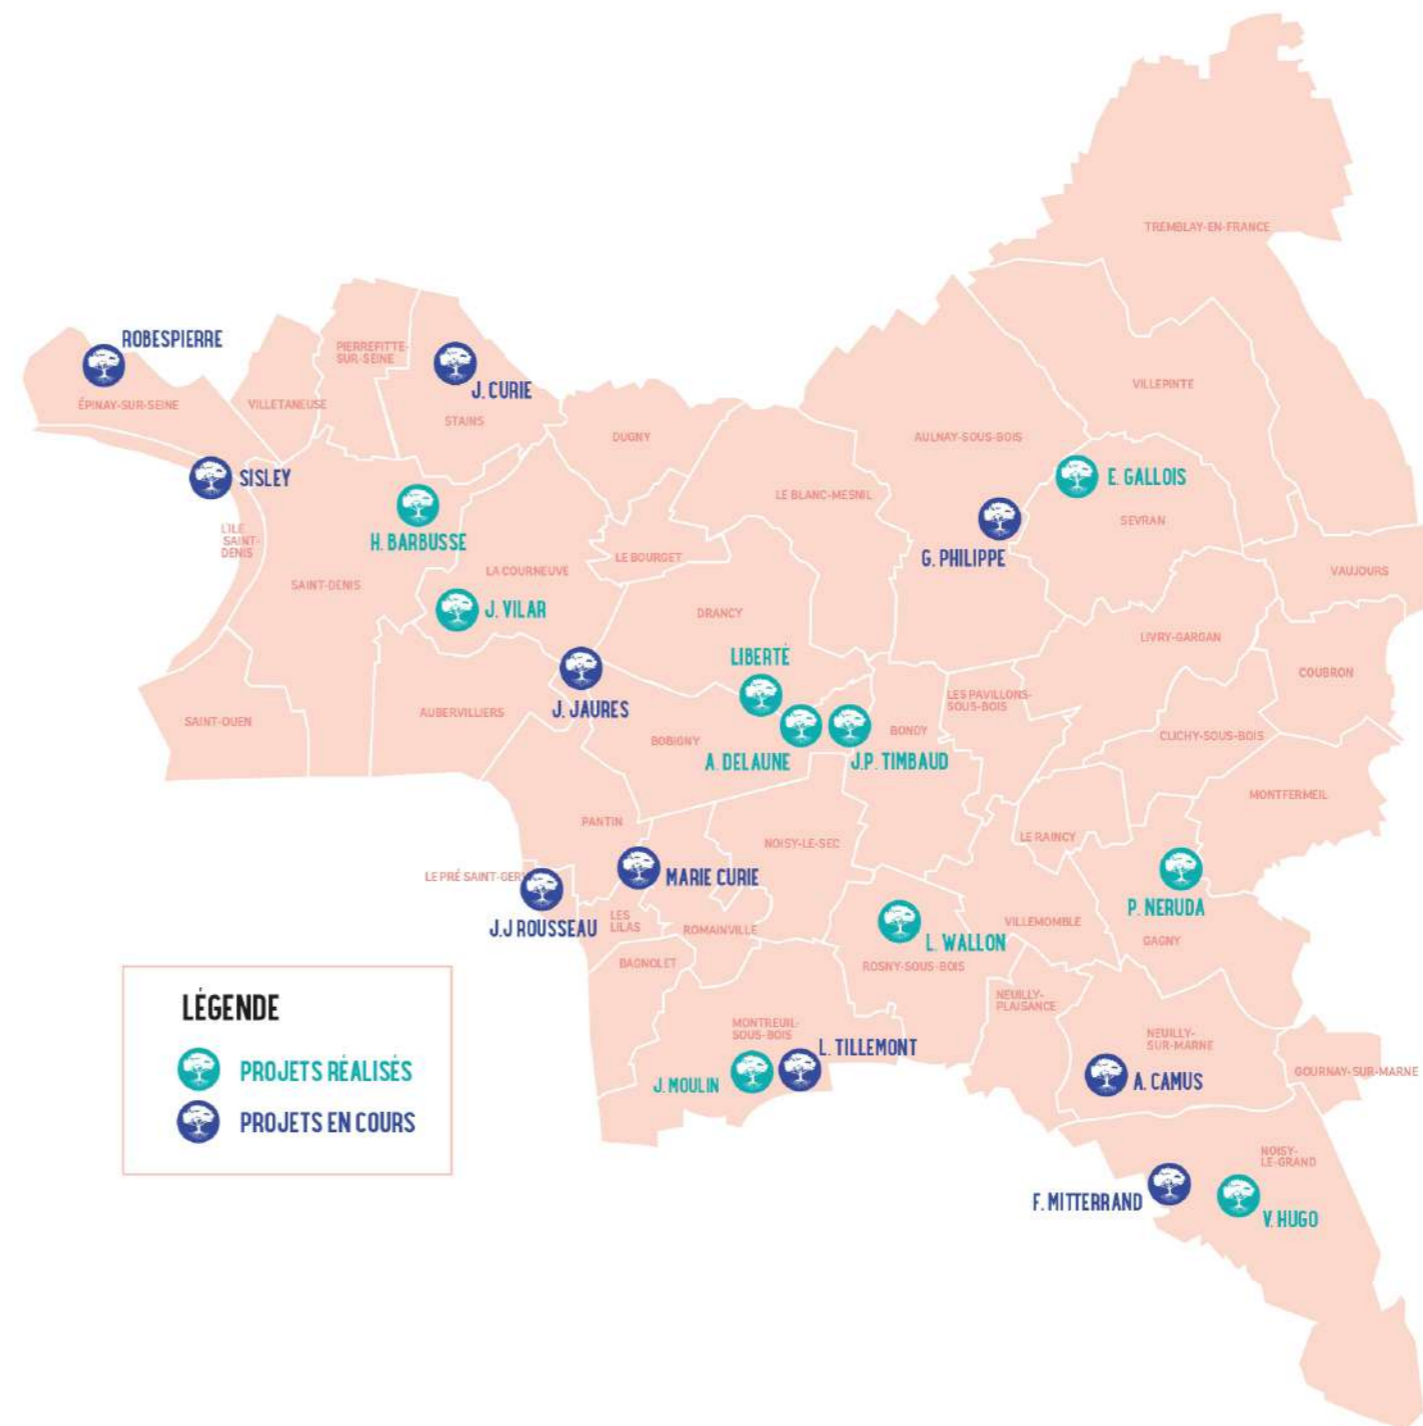 TREMBLAY-EN-FRANCE
ROBESPIERRE
PIERREFITTE-
SUR-SEINE
J. CURIE
VILLEPINTE
ÉPINAY-SUR-SEINE
VILLETANEUSE
STAINS
DUGNY
AULNAY-SOUS-BOIS
SISLEY
E. GALLOIS
LE BLANC-MESNIL
SEVRAN
L'ILE
SAINT-
DENIS
H. BARBUSSE
G. PHILIPPE
LE BOURGET
LA COURNEUVE
VAUJOURS
SAINT-DENIS
J. VILAR
DRANCY
LIVRY-GARGAN
LIBERTÉ
COUBRON
LES PAVILLONS-
SOUS-BOIS
SAINT-OUEN
AUBERVILLIERS
J. JAURES
BOBIGNY
BONDY
CLICHY-SOUS-BOIS
A. DELAUNE
J.P. TIMBAUD
MONTFERMEIL
PANTIN
NOISY-LE-SEC
LE RAINCY
LE PRÉ SAINT-GER
MARIE CURIE
P. NERUDA
J.J ROUSSEAU
LES
LILAS
ROMAINVILLE
L. WALLON
VILLEMOMBLE
GAGNY
BAGNOLET
ROSNY-SOUS-BOIS
NEUILLY-
PLAISANCE
LÉGENDE
MONTREUIL-
SOUS-BOIS
L. TILLEMONT
NEUILLY-
SUR-MARNE
PROJETS RÉALISÉS
J. MOULIN
A. CAMUS
GOURNAY-SUR-MARNE
PROJETS EN COURS
NOISY-
LE-GRAND
F. MITTERRAND
V. HUGO